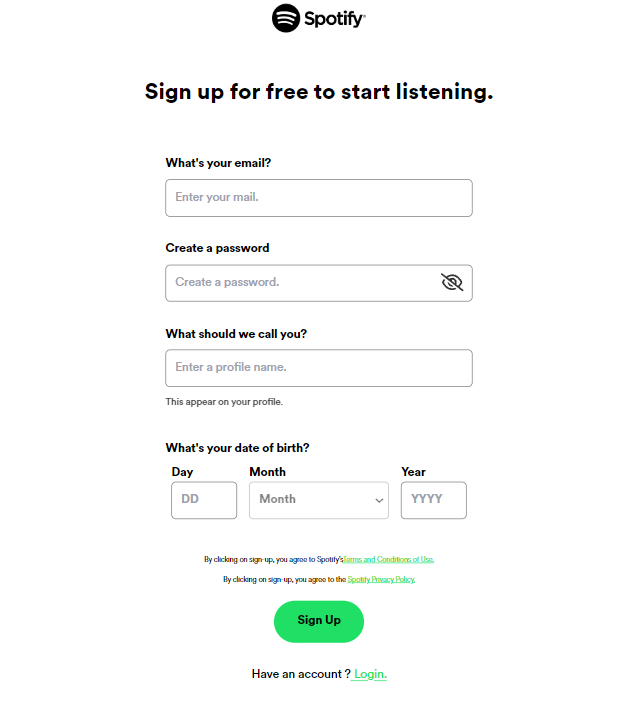 Spotify®
Sign up for free to start listening.
What's your email?
Enter your mail.
Create a password
Create a password.
What should we call you?
Enter a profile name.
This appear on your profile.
What's your date of birth?
Day Month Year
DD Month YYYY
By clicking on sign-up, you agree to Spotify'sTerms and Conditions of Use.
By clicking on sign-up, you agree to the Spotify Privacy Policy.
Sign Up
Have an account ? Login.